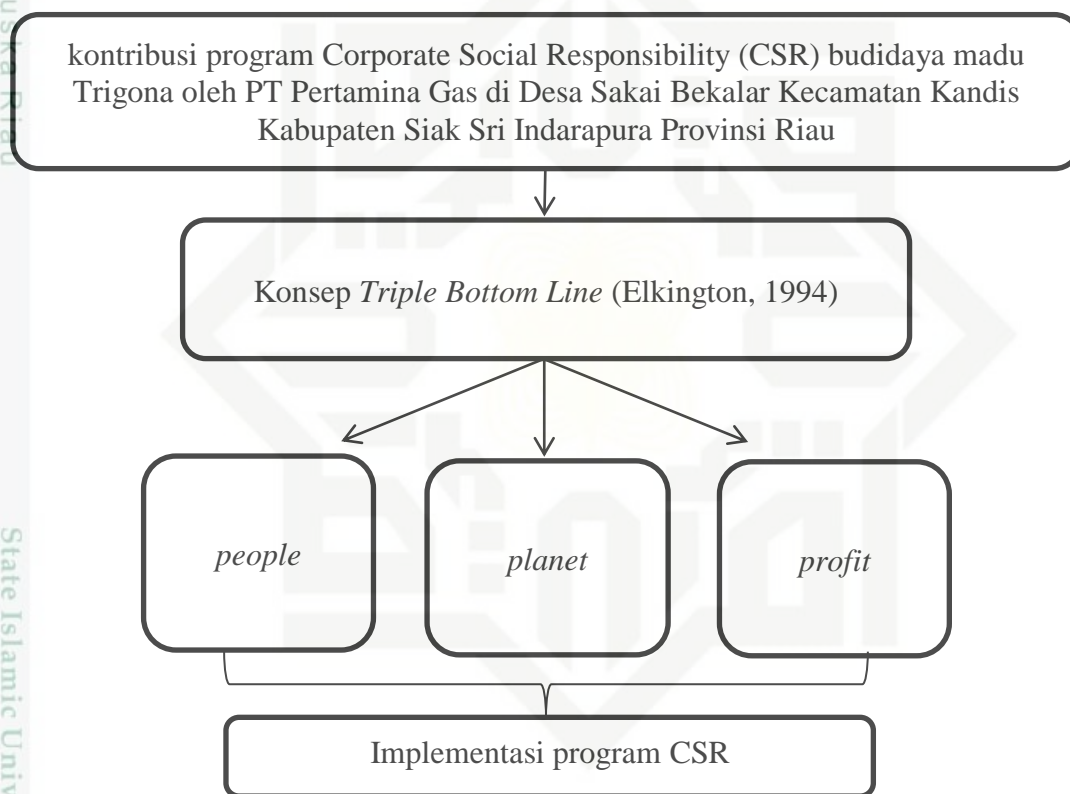 kontribusi program Corporate Social Responsibility (CSR) budidaya madu
Trigona oleh PT Pertamina Gas di Desa Sakai Bekalar Kecamatan Kandis
Kabupaten Siak Sri Indarapura Provinsi Riau
Konsep Triple Bottom Line (Elkington, 1994)
people
planet
profit
Implementasi program CSR
Riau
State Islamic Univ